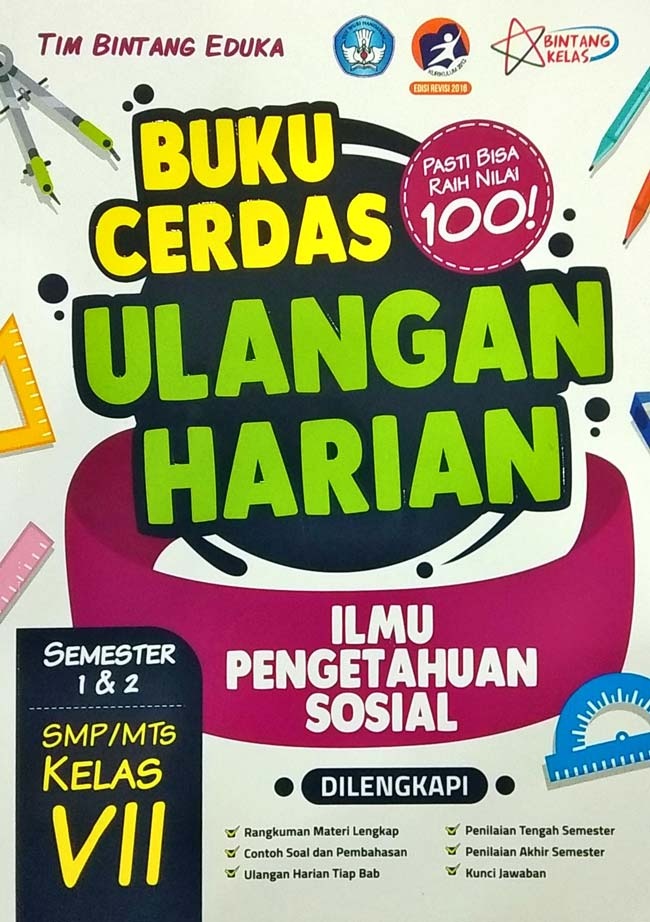 TIM BINTANG EDUKA
KURIKULUM 2013
EDISI REVISI 2016
BINTANG
KELAS
BUKU
CERDAS
PASTI BISA
RAIH NILAI
100!
ULANGAN
HARIAN
ILMU
PENGETAHUAN
SOSIAL
SEMESTER
1 & 2
SMP/MTs
KELAS
VII
DILENGKAPI
Rangkuman Materi Lengkap
Contoh Soal dan Pembahasan
Ulangan Harian Tiap Bab
Penilaian Tengah Semester
Penilaian Akhir Semester
Kunci Jawaban